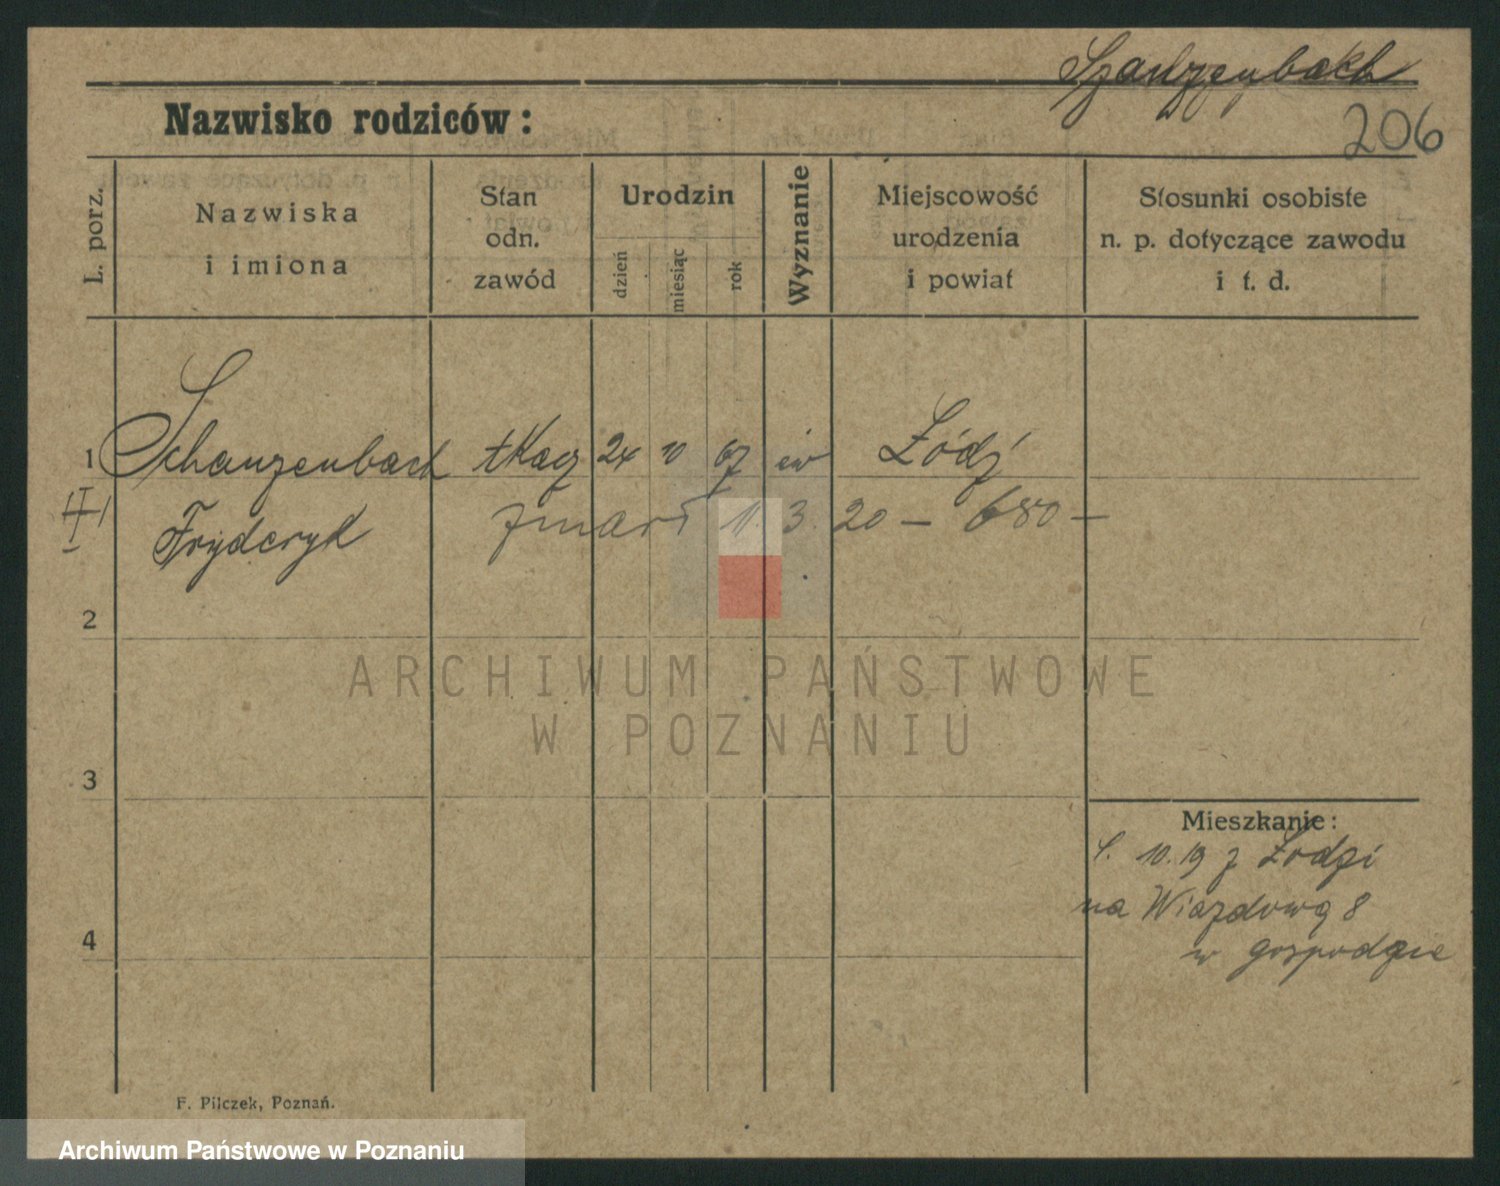 Szanzenbach
206
Nazwisko rodziców:
L. porz.
Nazwiska
i imiona
Stan
odn.
zawód
Urodzin
dzień
miesiąc
rok
Wyznanie
Miejscowość
urodzenia
i powiat
Stosunki osobiste
n. p. dotyczące zawodu
i t. d.
1 Schanzenbach tkacz 24 10 67 ew Łódź
Fryderyk zmarł 1. 3. 20 – 680 –
2
3
4
Mieszkanie:
10. 19 z Łodzi
na Wiazdową 8
w gospodzie
F. Pilczek, Poznań.
ARCHIWUM PAŃSTWOWE
W POZNANIU
Archiwum Państwowe w Poznaniu